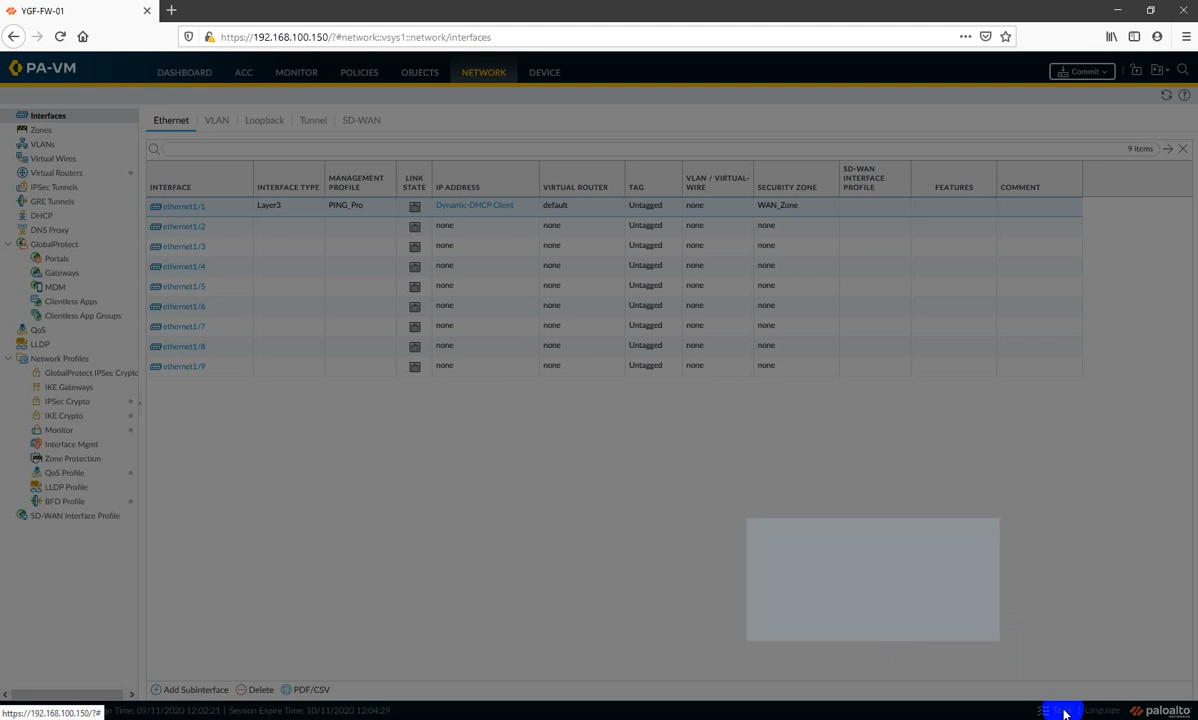 YGF-FW-01
https://192.168.100.150/?#network::vsys1::network/interfaces
PA-VM
DASHBOARD ACC MONITOR POLICIES OBJECTS NETWORK DEVICE
Commit
Interfaces
Zones
VLANs
Virtual Wires
Virtual Routers
IPSec Tunnels
GRE Tunnels
DHCP
DNS Proxy
GlobalProtect
Portals
Gateways
MDM
Clientless Apps
Clientless App Groups
QoS
LLDP
Network Profiles
GlobalProtect IPSec Crypto
IKE Gateways
IPSec Crypto
IKE Crypto
Monitor
Interface Mgmt
Zone Protection
QoS Profile
LLDP Profile
BFD Profile
SD-WAN Interface Profile
Ethernet VLAN Loopback Tunnel SD-WAN
9 items
INTERFACE INTERFACE TYPE MANAGEMENT PROFILE LINK STATE IP ADDRESS VIRTUAL ROUTER TAG VLAN / VIRTUAL-WIRE SECURITY ZONE SD-WAN INTERFACE PROFILE FEATURES COMMENT
ethernet1/1 Layer3 PING_Pro Dynamic-DHCP Client default Untagged none WAN_Zone
ethernet1/2 none none Untagged none none
ethernet1/3 none none Untagged none none
ethernet1/4 none none Untagged none none
ethernet1/5 none none Untagged none none
ethernet1/6 none none Untagged none none
ethernet1/7 none none Untagged none none
ethernet1/8 none none Untagged none none
ethernet1/9 none none Untagged none none
Add Subinterface Delete PDF/CSV
https://192.168.100.150/?# Time: 09/11/2020 12:02:21 | Session Expire Time: 10/11/2020 12:04:29
Language
paloalto